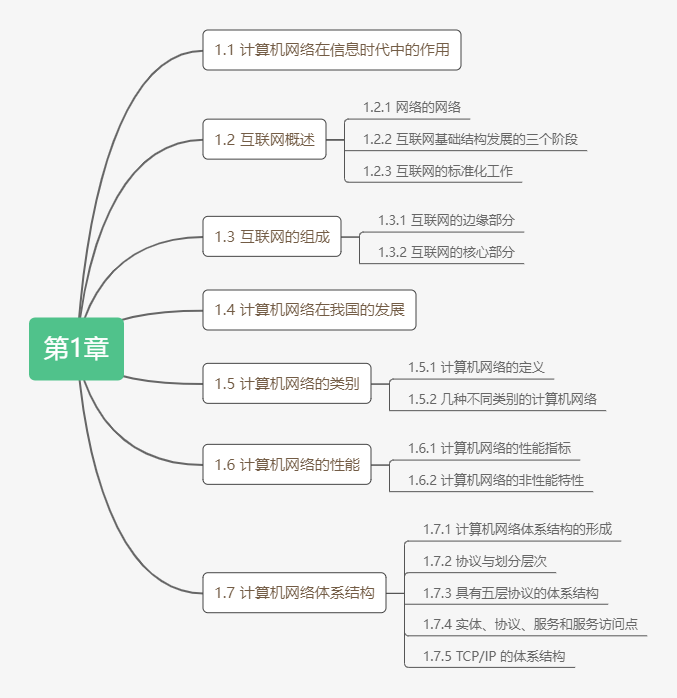 第1章
1.1 计算机网络在信息时代中的作用
1.2 互联网概述
1.2.1 网络的网络
1.2.2 互联网基础结构发展的三个阶段
1.2.3 互联网的标准化工作
1.3 互联网的组成
1.3.1 互联网的边缘部分
1.3.2 互联网的核心部分
1.4 计算机网络在我国的发展
1.5 计算机网络的类别
1.5.1 计算机网络的定义
1.5.2 几种不同类别的计算机网络
1.6 计算机网络的性能
1.6.1 计算机网络的性能指标
1.6.2 计算机网络的非性能特性
1.7 计算机网络体系结构
1.7.1 计算机网络体系结构的形成
1.7.2 协议与划分层次
1.7.3 具有五层协议的体系结构
1.7.4 实体、协议、服务和服务访问点
1.7.5 TCP/IP 的体系结构